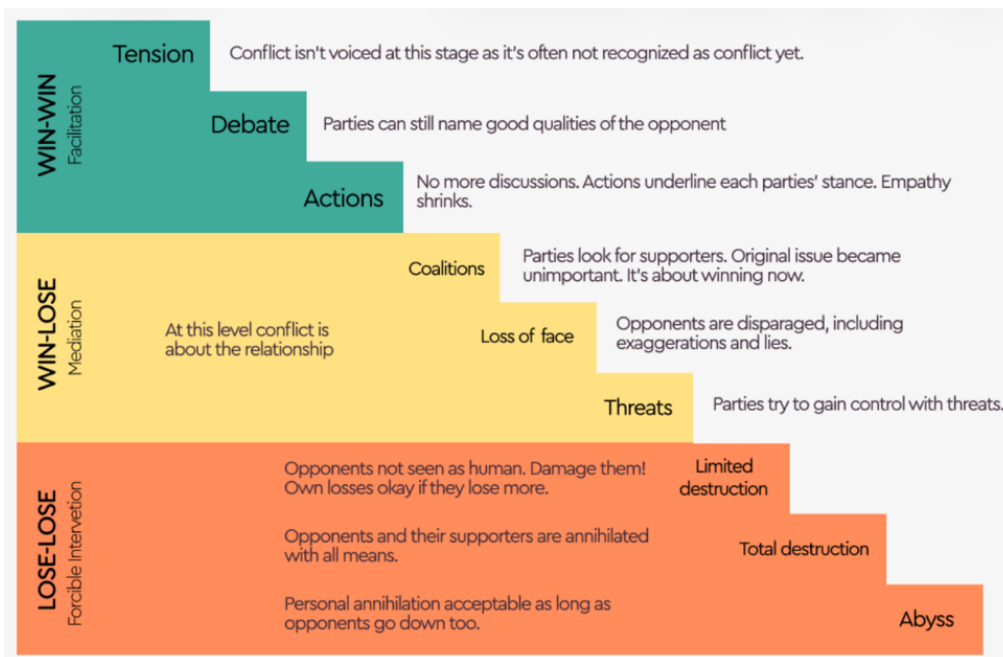 WIN-WIN
Facilitation
Tension
Conflict isn't voiced at this stage as it's often not recognized as conflict yet.
Debate
Parties can still name good qualities of the opponent
Actions
No more discussions. Actions underline each parties' stance. Empathy
shrinks.
WIN-LOSE
Mediation
Coalitions
Parties look for supporters. Original issue became
unimportant. It's about winning now.
At this level conflict is
about the relationship
Loss of face
Opponents are disparaged, including
exaggerations and lies.
Threats
Parties try to gain control with threats.
LOSE-LOSE
Forcible Intervetion
Opponents not seen as human. Damage them!
Own losses okay if they lose more.
Limited
destruction
Opponents and their supporters are annihilated
with all means.
Total destruction
Personal annihilation acceptable as long as
opponents go down too.
Abyss